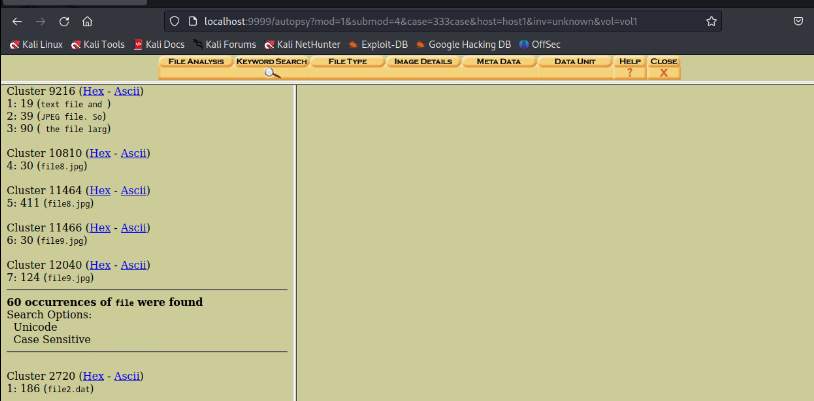 localhost:9999/autopsy?mod=1&submod=4&case=333case&host=host1&inv=unknown&vol=vol1
Kali Linux Kali Tools Kali Docs Kali Forums Kali NetHunter Exploit-DB Google Hacking DB OffSec
FILE ANALYSIS KEYWORD SEARCH FILE TYPE IMAGE DETAILS META DATA DATA UNIT HELP CLOSE
? X
Cluster 9216 (Hex - Ascii)
1: 19 (text file and )
2: 39 (JPEG file. So)
3: 90 ( the file larg)
Cluster 10810 (Hex - Ascii)
4: 30 (file8.jpg)
Cluster 11464 (Hex - Ascii)
5: 411 (file8.jpg)
Cluster 11466 (Hex - Ascii)
6: 30 (file9.jpg)
Cluster 12040 (Hex - Ascii)
7: 124 (file9.jpg)
60 occurrences of file were found
Search Options:
Unicode
Case Sensitive
Cluster 2720 (Hex - Ascii)
1: 186 (file2.dat)